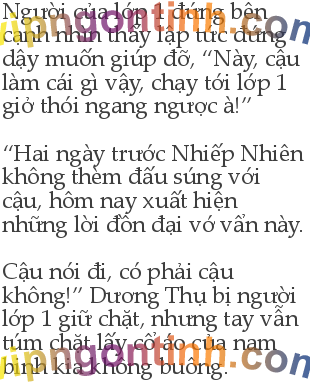 Người của lớp 1 đứng bên
cạnh nhìn thấy lập tức đứng
dậy muốn giúp đỡ, “Này, cậu
làm cái gì vậy, chạy tới lớp 1
giở thói ngang ngược à!”
“Hai ngày trước Nhiếp Nhiên
không thèm đấu súng với
cậu, hôm nay xuất hiện
những lời đồn đại vớ vẩn này.
Cậu nói đi, có phải cậu
không!” Dương Thụ bị người
lớp 1 giữ chặt, nhưng tay vẫn
túm chặt lấy cổ áo của nam
binh kia không buông.
vipngontinh.com
vipngontinh.com